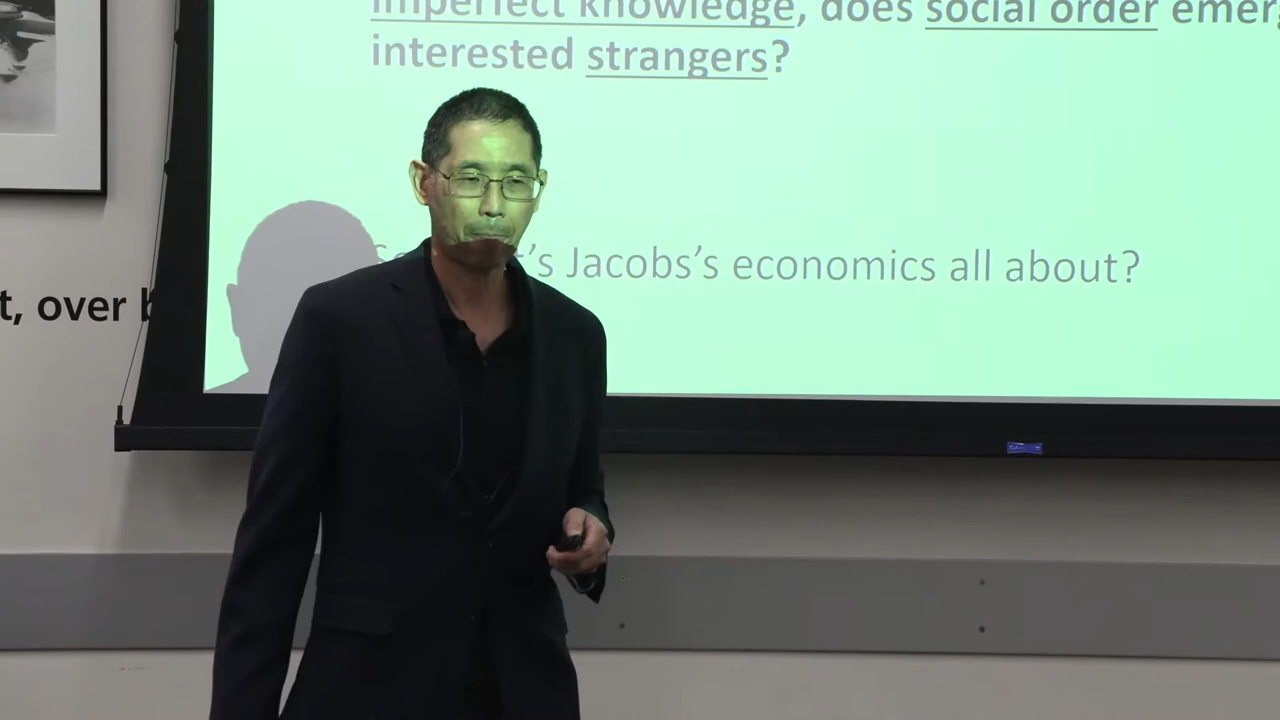 imperfect knowledge, does social order emerg
interested strangers?
't's Jacobs's economics all about?
t, over b